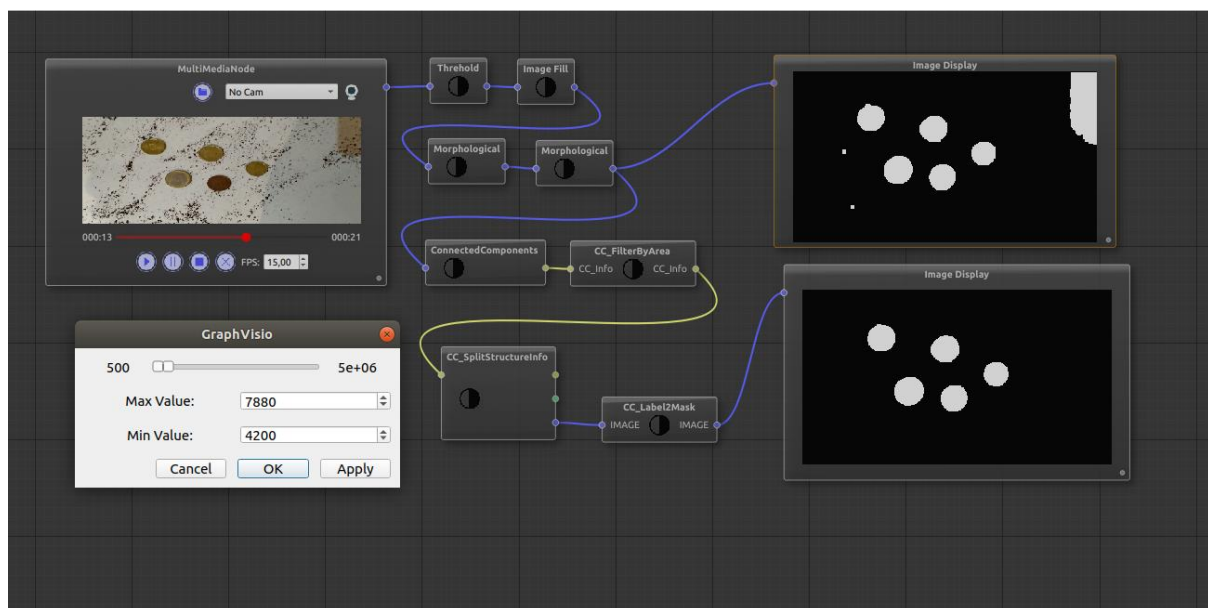 MultiMediaNode
No Cam
000:13
000:21
FPS: 15,00
Threhold
Image Fill
Morphological
Morphological
ConnectedComponents
CC_FilterByArea
CC_Info
CC_Info
CC_SplitStructureInfo
CC_Label2Mask
IMAGE
IMAGE
Image Display
Image Display
GraphVisio
500
5e+06
Max Value:
7880
Min Value:
4200
Cancel
OK
Apply